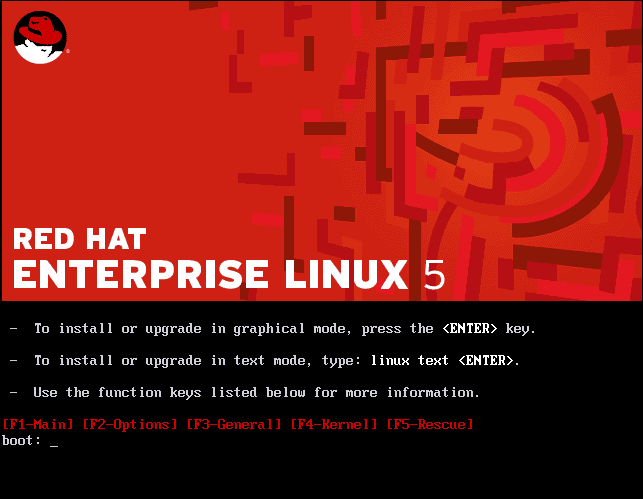 RED HAT
ENTERPRISE LINUX 5
-  To install or upgrade in graphical mode, press the <ENTER> key.
-  To install or upgrade in text mode, type: linux text <ENTER>.
-  Use the function keys listed below for more information.
[F1-Main] [F2-Options] [F3-General] [F4-Kernel] [F5-Rescue]
boot: _